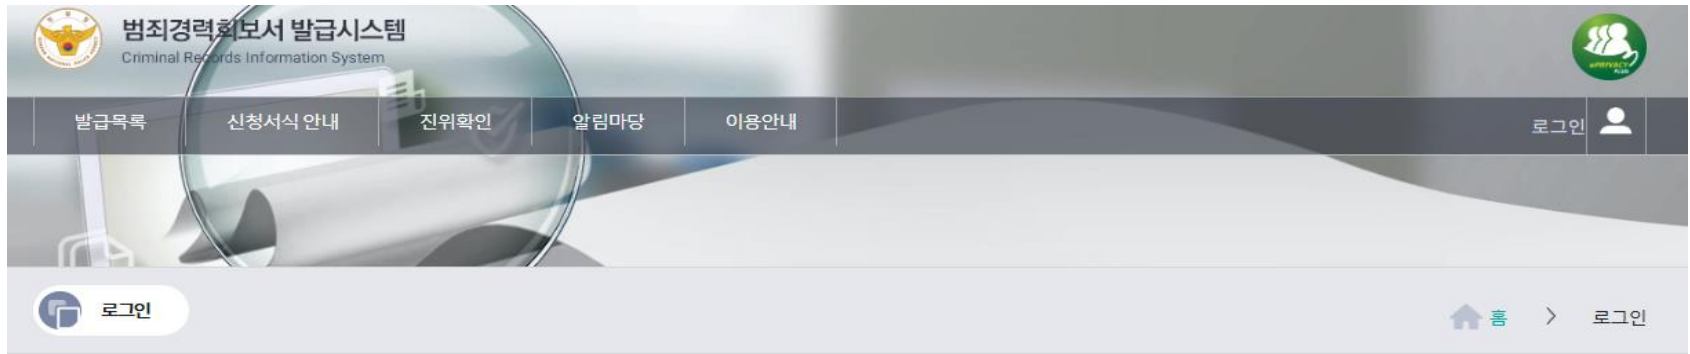 범죄경력회보서 발급시스템
Criminal Records Information System
ePRIVACY
PLUS
발급목록 신청서식 안내 진위확인 알림마당 이용안내 로그인
로그인
홈 > 로그인